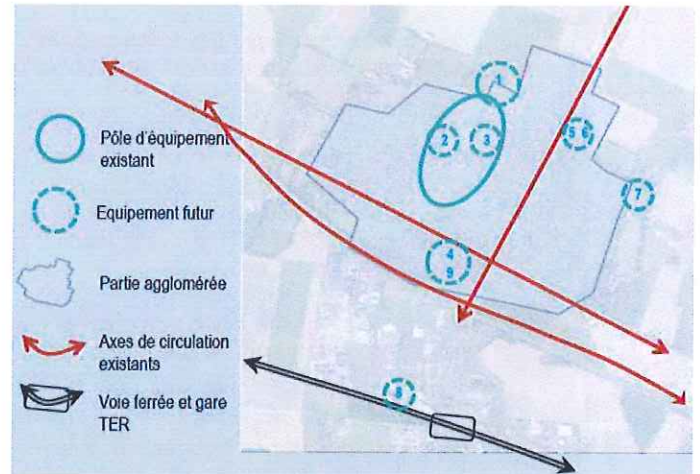 Pôle d'équipement
existant
Equipement futur
Partie agglomérée
Axes de circulation
existants
Voie ferrée et gare
TER
1
2
3
5 6
7
4
9
8